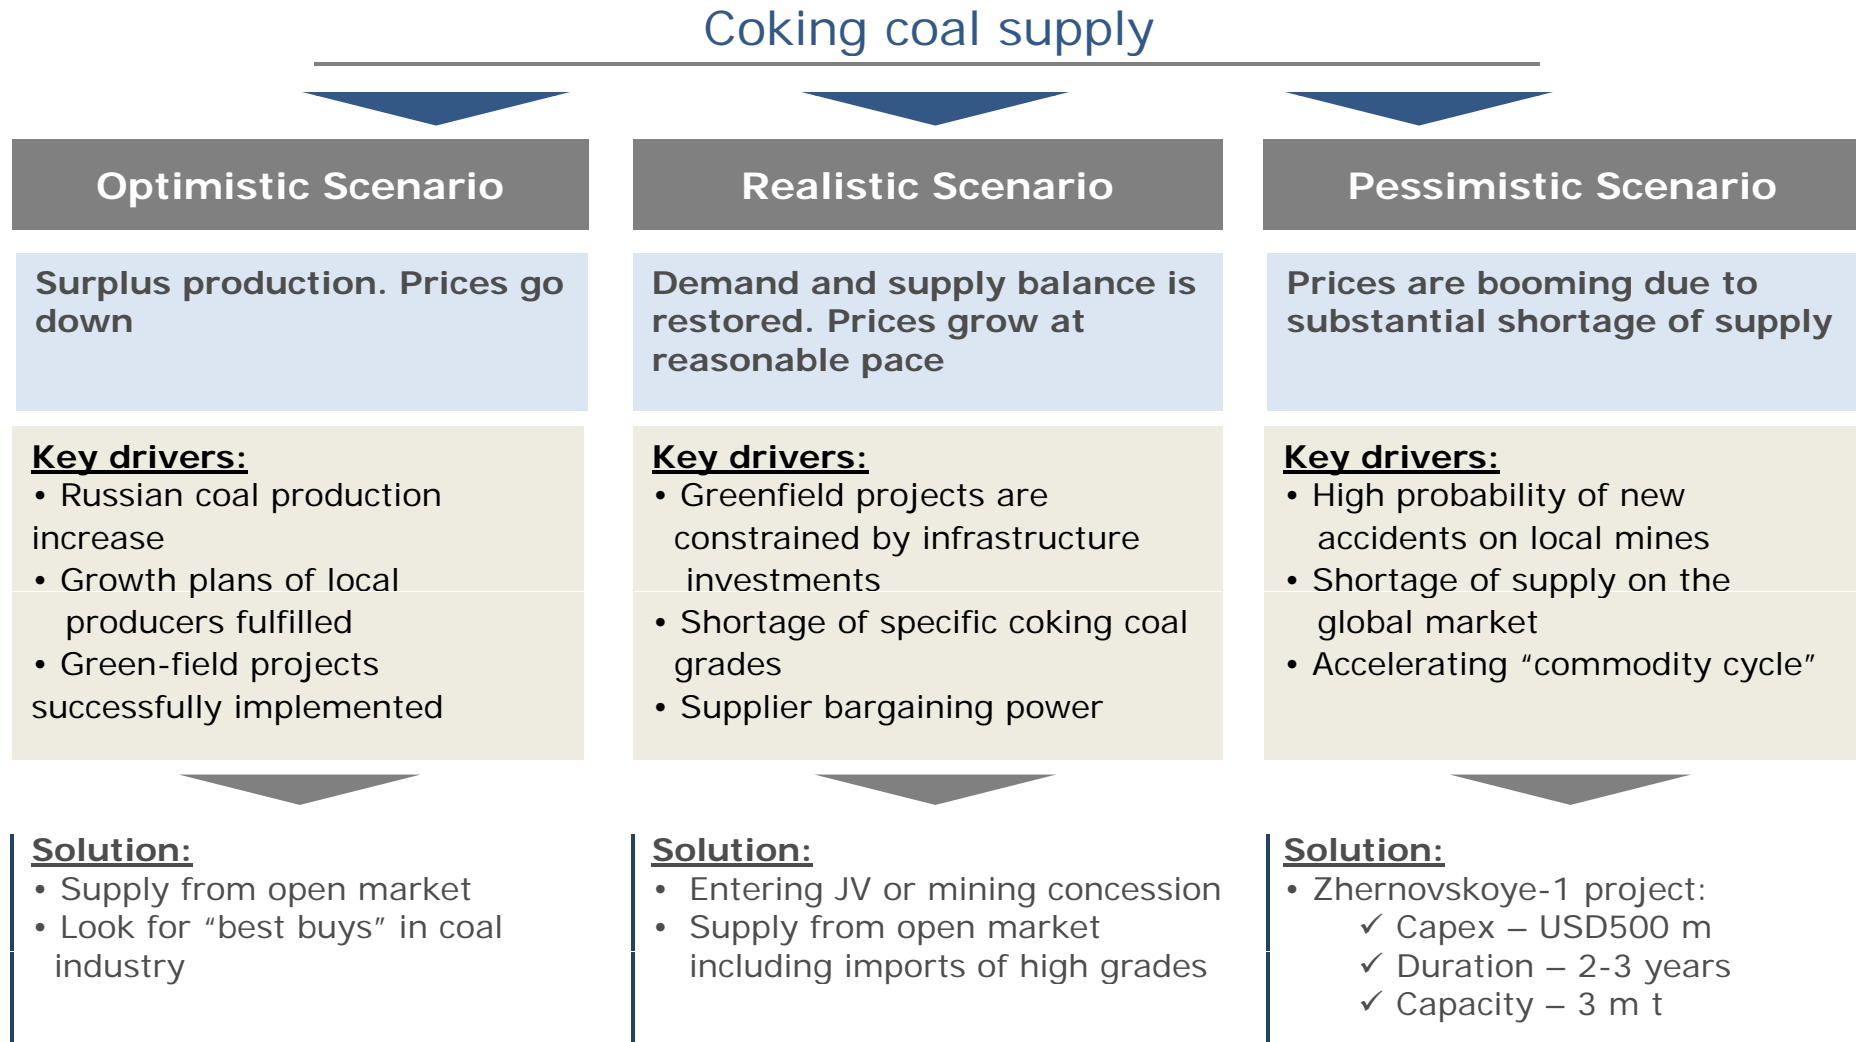 Coking coal supply
Optimistic Scenario
Surplus production. Prices go
down
Key drivers:
• Russian coal production
increase
• Growth plans of local
producers fulfilled
• Green-field projects
successfully implemented
Solution:
• Supply from open market
• Look for “best buys” in coal
industry
Realistic Scenario
Demand and supply balance is
restored. Prices grow at
reasonable pace
Key drivers:
• Greenfield projects are
constrained by infrastructure
investments
• Shortage of specific coking coal
grades
• Supplier bargaining power
Solution:
• Entering JV or mining concession
• Supply from open market
including imports of high grades
Pessimistic Scenario
Prices are booming due to
substantial shortage of supply
Key drivers:
• High probability of new
accidents on local mines
• Shortage of supply on the
global market
• Accelerating “commodity cycle”
Solution:
• Zhernovskoye-1 project:
✓ Capex – USD500 m
✓ Duration – 2-3 years
✓ Capacity – 3 m t